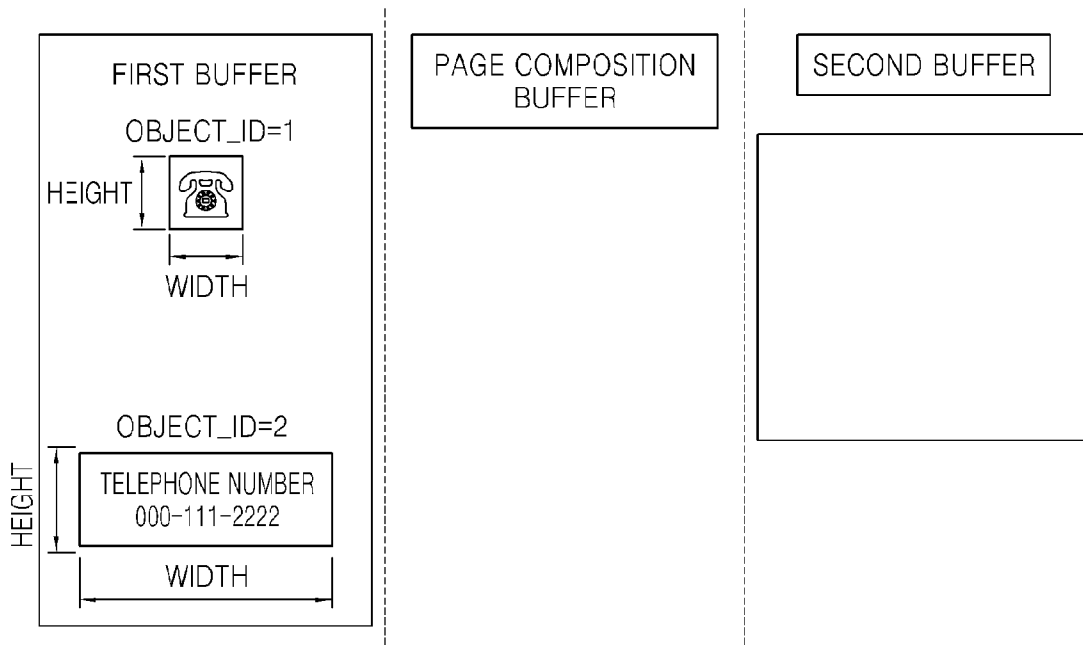 FIRST BUFFER
OBJECT_ID=1
HEIGHT
WIDTH
OBJECT_ID=2
HEIGHT
TELEPHONE NUMBER
000-111-2222
WIDTH
PAGE COMPOSITION
BUFFER
SECOND BUFFER